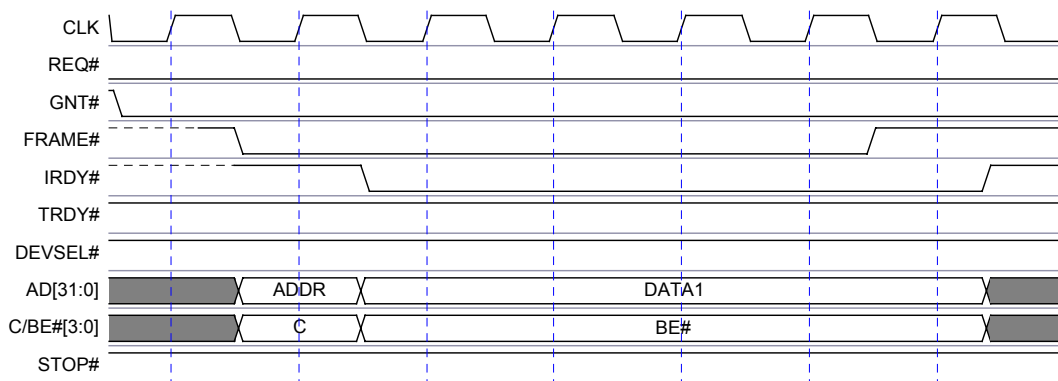 CLK
REQ#
GNT#
FRAME#
IRDY#
TRDY#
DEVSEL#
AD[31:0] ADDR DATA1
C/BE#[3:0] C BE#
STOP#